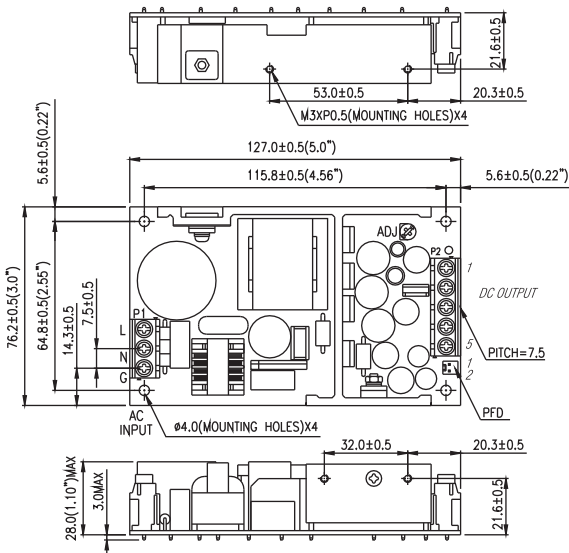 21.6±0.5
53.0±0.5
20.3±0.5
M3XP0.5(MOUNTING HOLES)X4
127.0±0.5(5.0")
5.6±0.5(0.22")
115.8±0.5(4.56")
5.6±0.5(0.22")
76.2±0.5(3.0")
64.8±0.5(2.55")
14.3±0.5
7.5±0.5
ADJ
P2
1
DC OUTPUT
P1
L
N
G
5
PITCH=7.5
1
2
PFD
AC
INPUT
ø4.0(MOUNTING HOLES)X4
32.0±0.5
20.3±0.5
28.0(1.10")MAX
3.0MAX
21.6±0.5